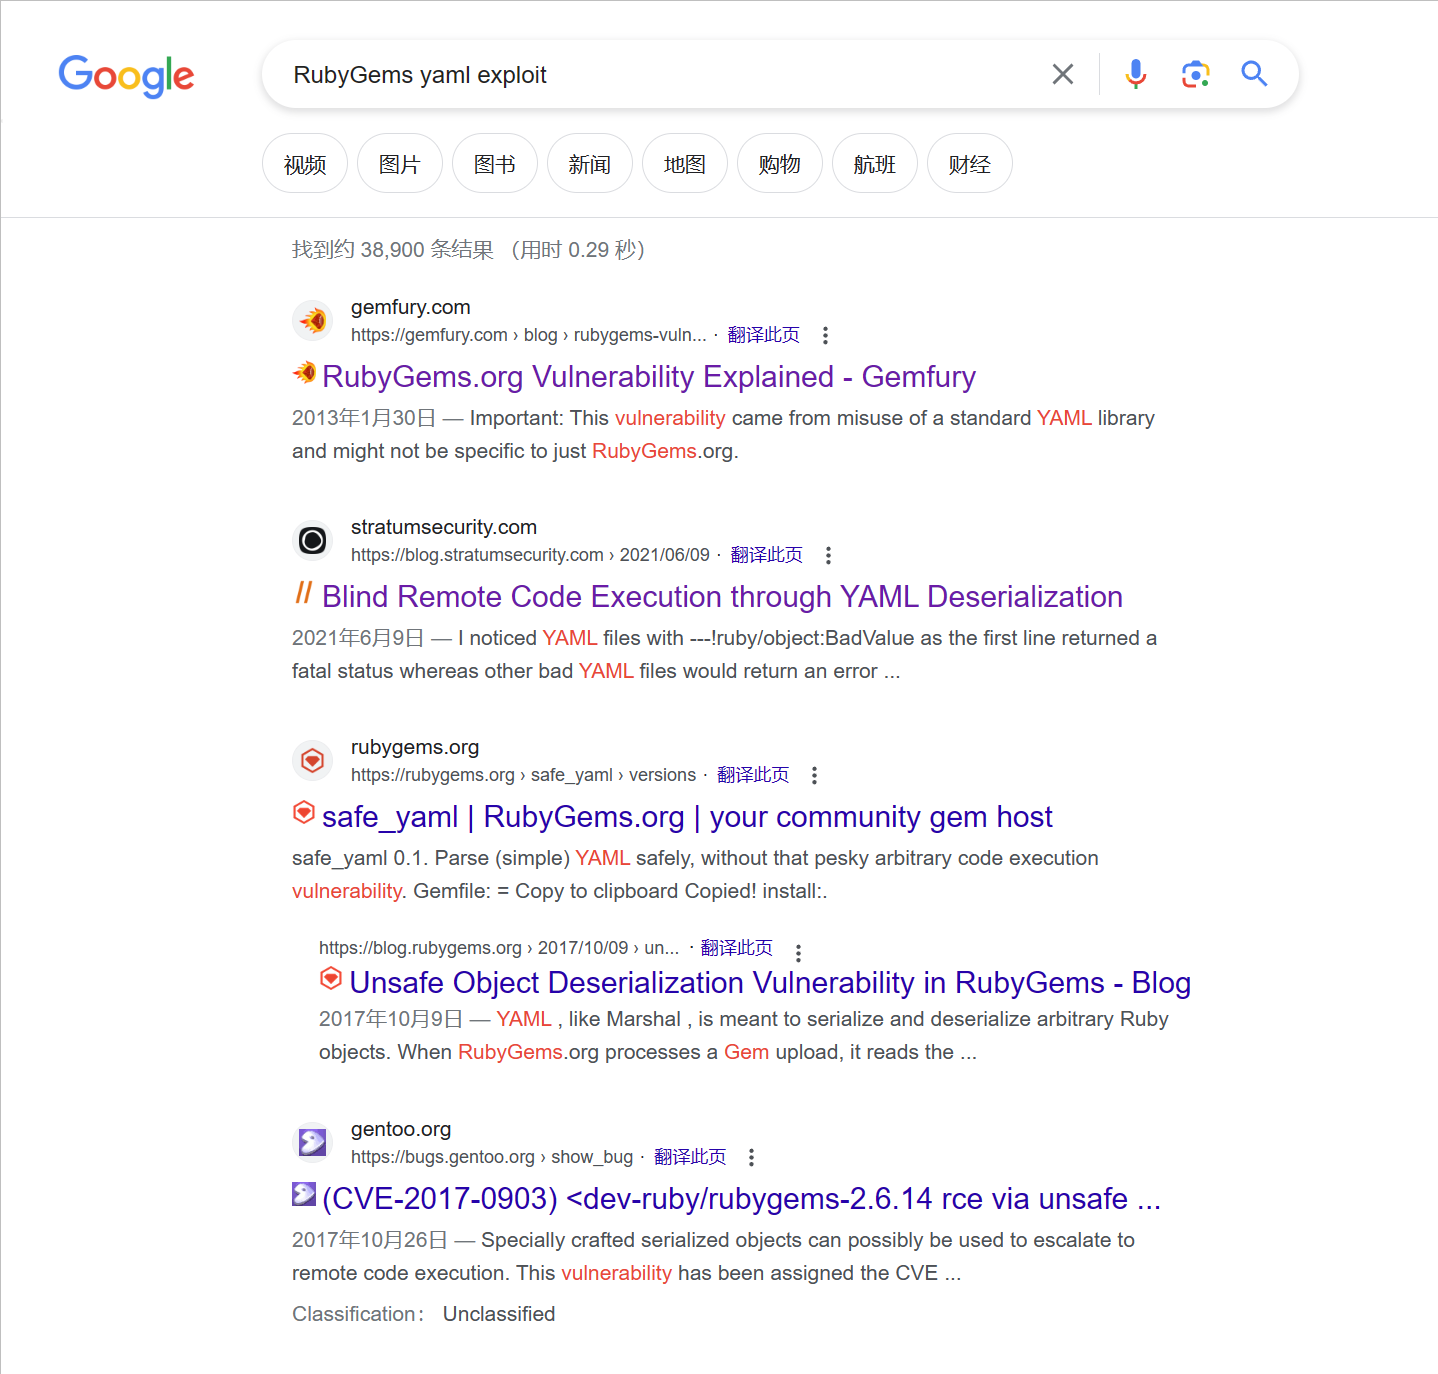 Google
RubyGems yaml exploit
视频 图片 图书 新闻 地图 购物 航班 财经
找到约 38,900 条结果 （用时 0.29 秒）
gemfury.com
https://gemfury.com › blog › rubygems-vuln... · 翻译此页
RubyGems.org Vulnerability Explained - Gemfury
2013年1月30日 — Important: This vulnerability came from misuse of a standard YAML library
and might not be specific to just RubyGems.org.
stratumsecurity.com
https://blog.stratumsecurity.com › 2021/06/09 · 翻译此页
Blind Remote Code Execution through YAML Deserialization
2021年6月9日 — I noticed YAML files with ---!ruby/object:BadValue as the first line returned a
fatal status whereas other bad YAML files would return an error ...
rubygems.org
https://rubygems.org › safe_yaml › versions · 翻译此页
safe_yaml | RubyGems.org | your community gem host
safe_yaml 0.1. Parse (simple) YAML safely, without that pesky arbitrary code execution
vulnerability. Gemfile: = Copy to clipboard Copied! install:.
https://blog.rubygems.org › 2017/10/09 › un... · 翻译此页
Unsafe Object Deserialization Vulnerability in RubyGems - Blog
2017年10月9日 — YAML , like Marshal , is meant to serialize and deserialize arbitrary Ruby
objects. When RubyGems.org processes a Gem upload, it reads the ...
gentoo.org
https://bugs.gentoo.org › show_bug · 翻译此页
(CVE-2017-0903) <dev-ruby/rubygems-2.6.14 rce via unsafe ...
2017年10月26日 — Specially crafted serialized objects can possibly be used to escalate to
remote code execution. This vulnerability has been assigned the CVE ...
Classification： Unclassified